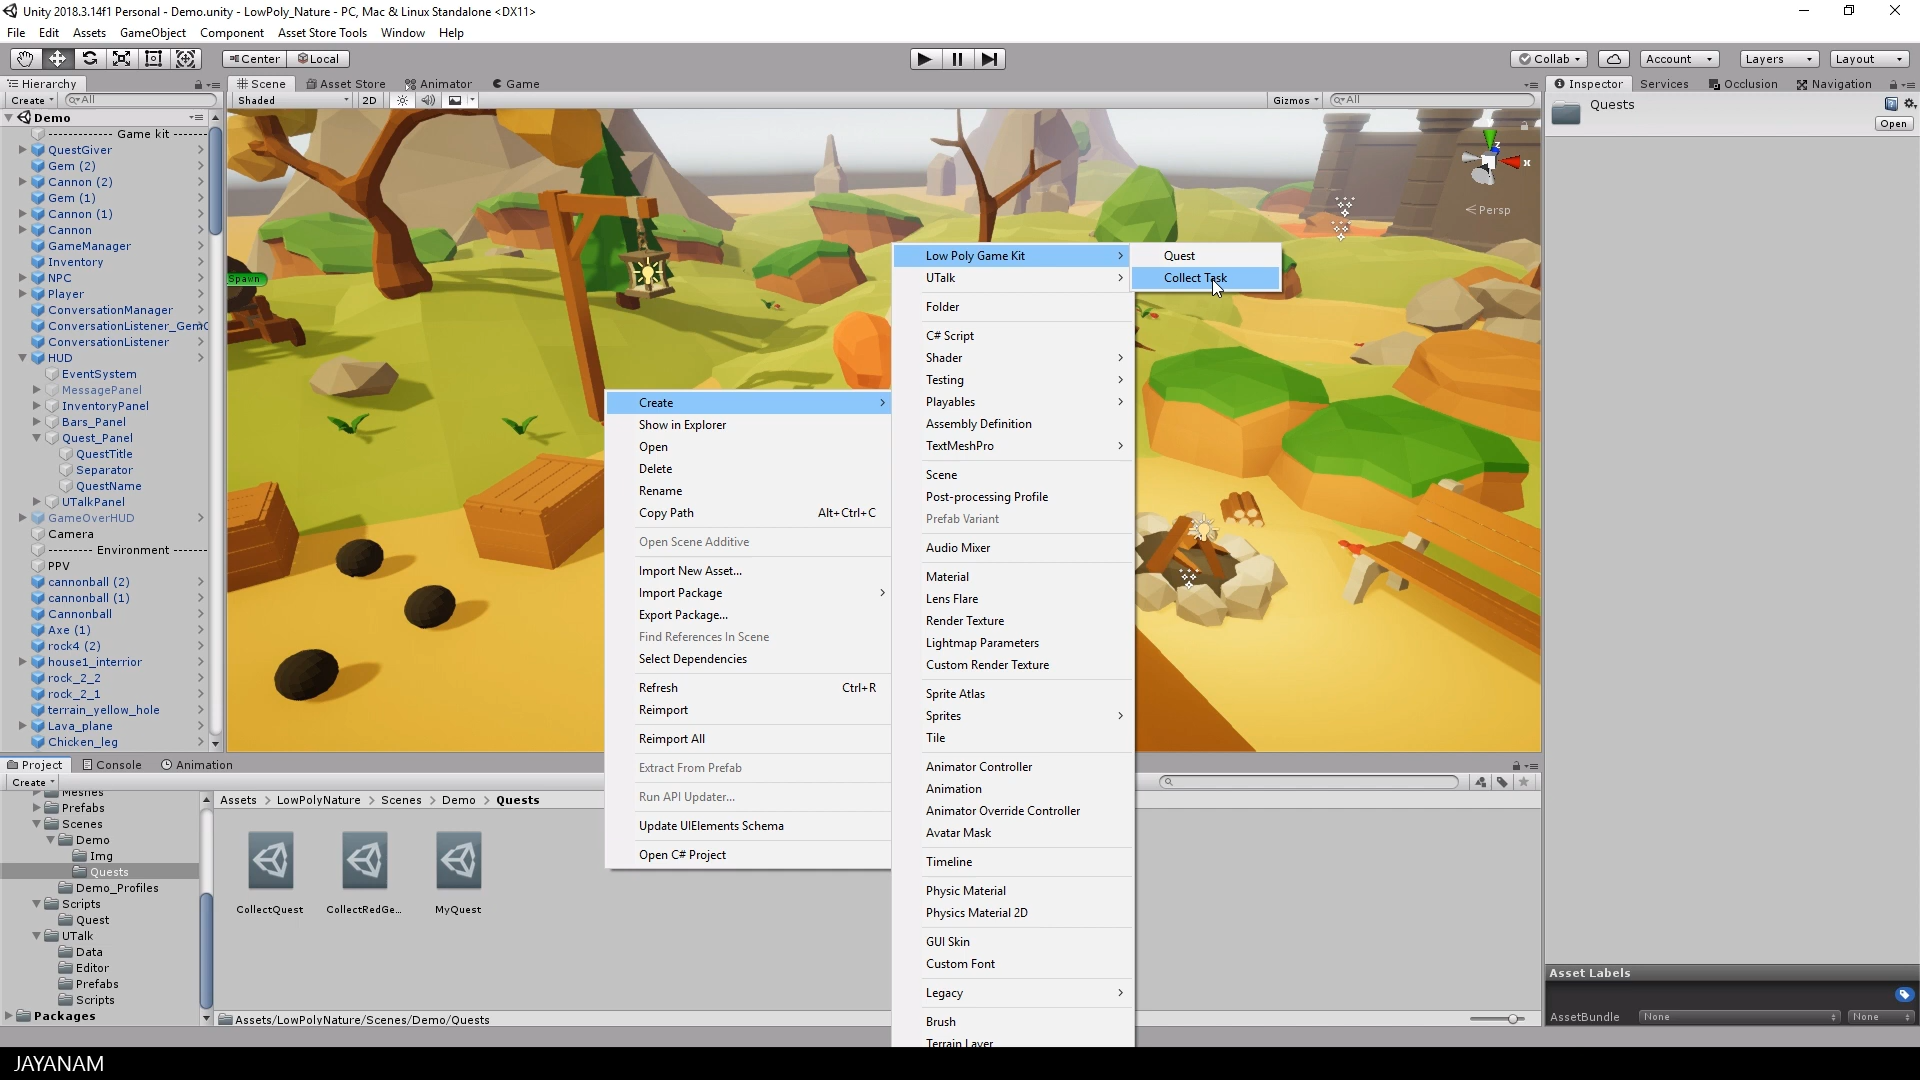 Unity 2018.3.14f1 Personal - Demo.unity - LowPoly_Nature - PC, Mac & Linux Standalone <DX11>
File Edit Assets GameObject Component Asset Store Tools Window Help
Center Local Collab Account Layers Layout
Hierarchy Scene Asset Store Animator Game Inspector Services Occlusion Navigation
Create All Shaded 2D Gizmos All
Quests
Open
Demo
------------ Game kit -------
QuestGiver
Gem (2)
Cannon (2)
Gem (1)
Cannon (1)
Cannon
GameManager
Inventory
NPC
Player
ConversationManager
ConversationListener_Gem
ConversationListener
HUD
EventSystem
MessagePanel
InventoryPanel
Bars_Panel
Quest_Panel
QuestTitle
Separator
QuestName
UTalkPanel
GameOverHUD
Camera
--------- Environment -------
PPV
cannonball (2)
cannonball (1)
Cannonball
Axe (1)
rock4 (2)
house1_interrior
rock_2_2
rock_2_1
terrain_yellow_hole
Lava_plane
Chicken_leg
z
x
Persp
Spawn
Create
Show in Explorer
Open
Delete
Rename
Copy Path Alt+Ctrl+C
Open Scene Additive
Import New Asset...
Import Package
Export Package...
Find References In Scene
Select Dependencies
Refresh Ctrl+R
Reimport
Reimport All
Extract From Prefab
Run API Updater...
Update UIElements Schema
Open C# Project
Low Poly Game Kit
UTalk
Folder
C# Script
Shader
Testing
Playables
Assembly Definition
TextMeshPro
Scene
Post-processing Profile
Prefab Variant
Audio Mixer
Material
Lens Flare
Render Texture
Lightmap Parameters
Custom Render Texture
Sprite Atlas
Sprites
Tile
Animator Controller
Animation
Animator Override Controller
Avatar Mask
Timeline
Physic Material
Physics Material 2D
GUI Skin
Custom Font
Legacy
Brush
Terrain Layer
Quest
Collect Task
Project Console Animation
Create
Meshes
Prefabs
Scenes
Demo
Img
Quests
Demo_Profiles
Scripts
Quest
UTalk
Data
Editor
Prefabs
Scripts
Packages
Assets > LowPolyNature > Scenes > Demo > Quests
CollectQuest CollectRedGe... MyQuest
Assets/LowPolyNature/Scenes/Demo/Quests
Asset Labels
AssetBundle None None
JAYANAM